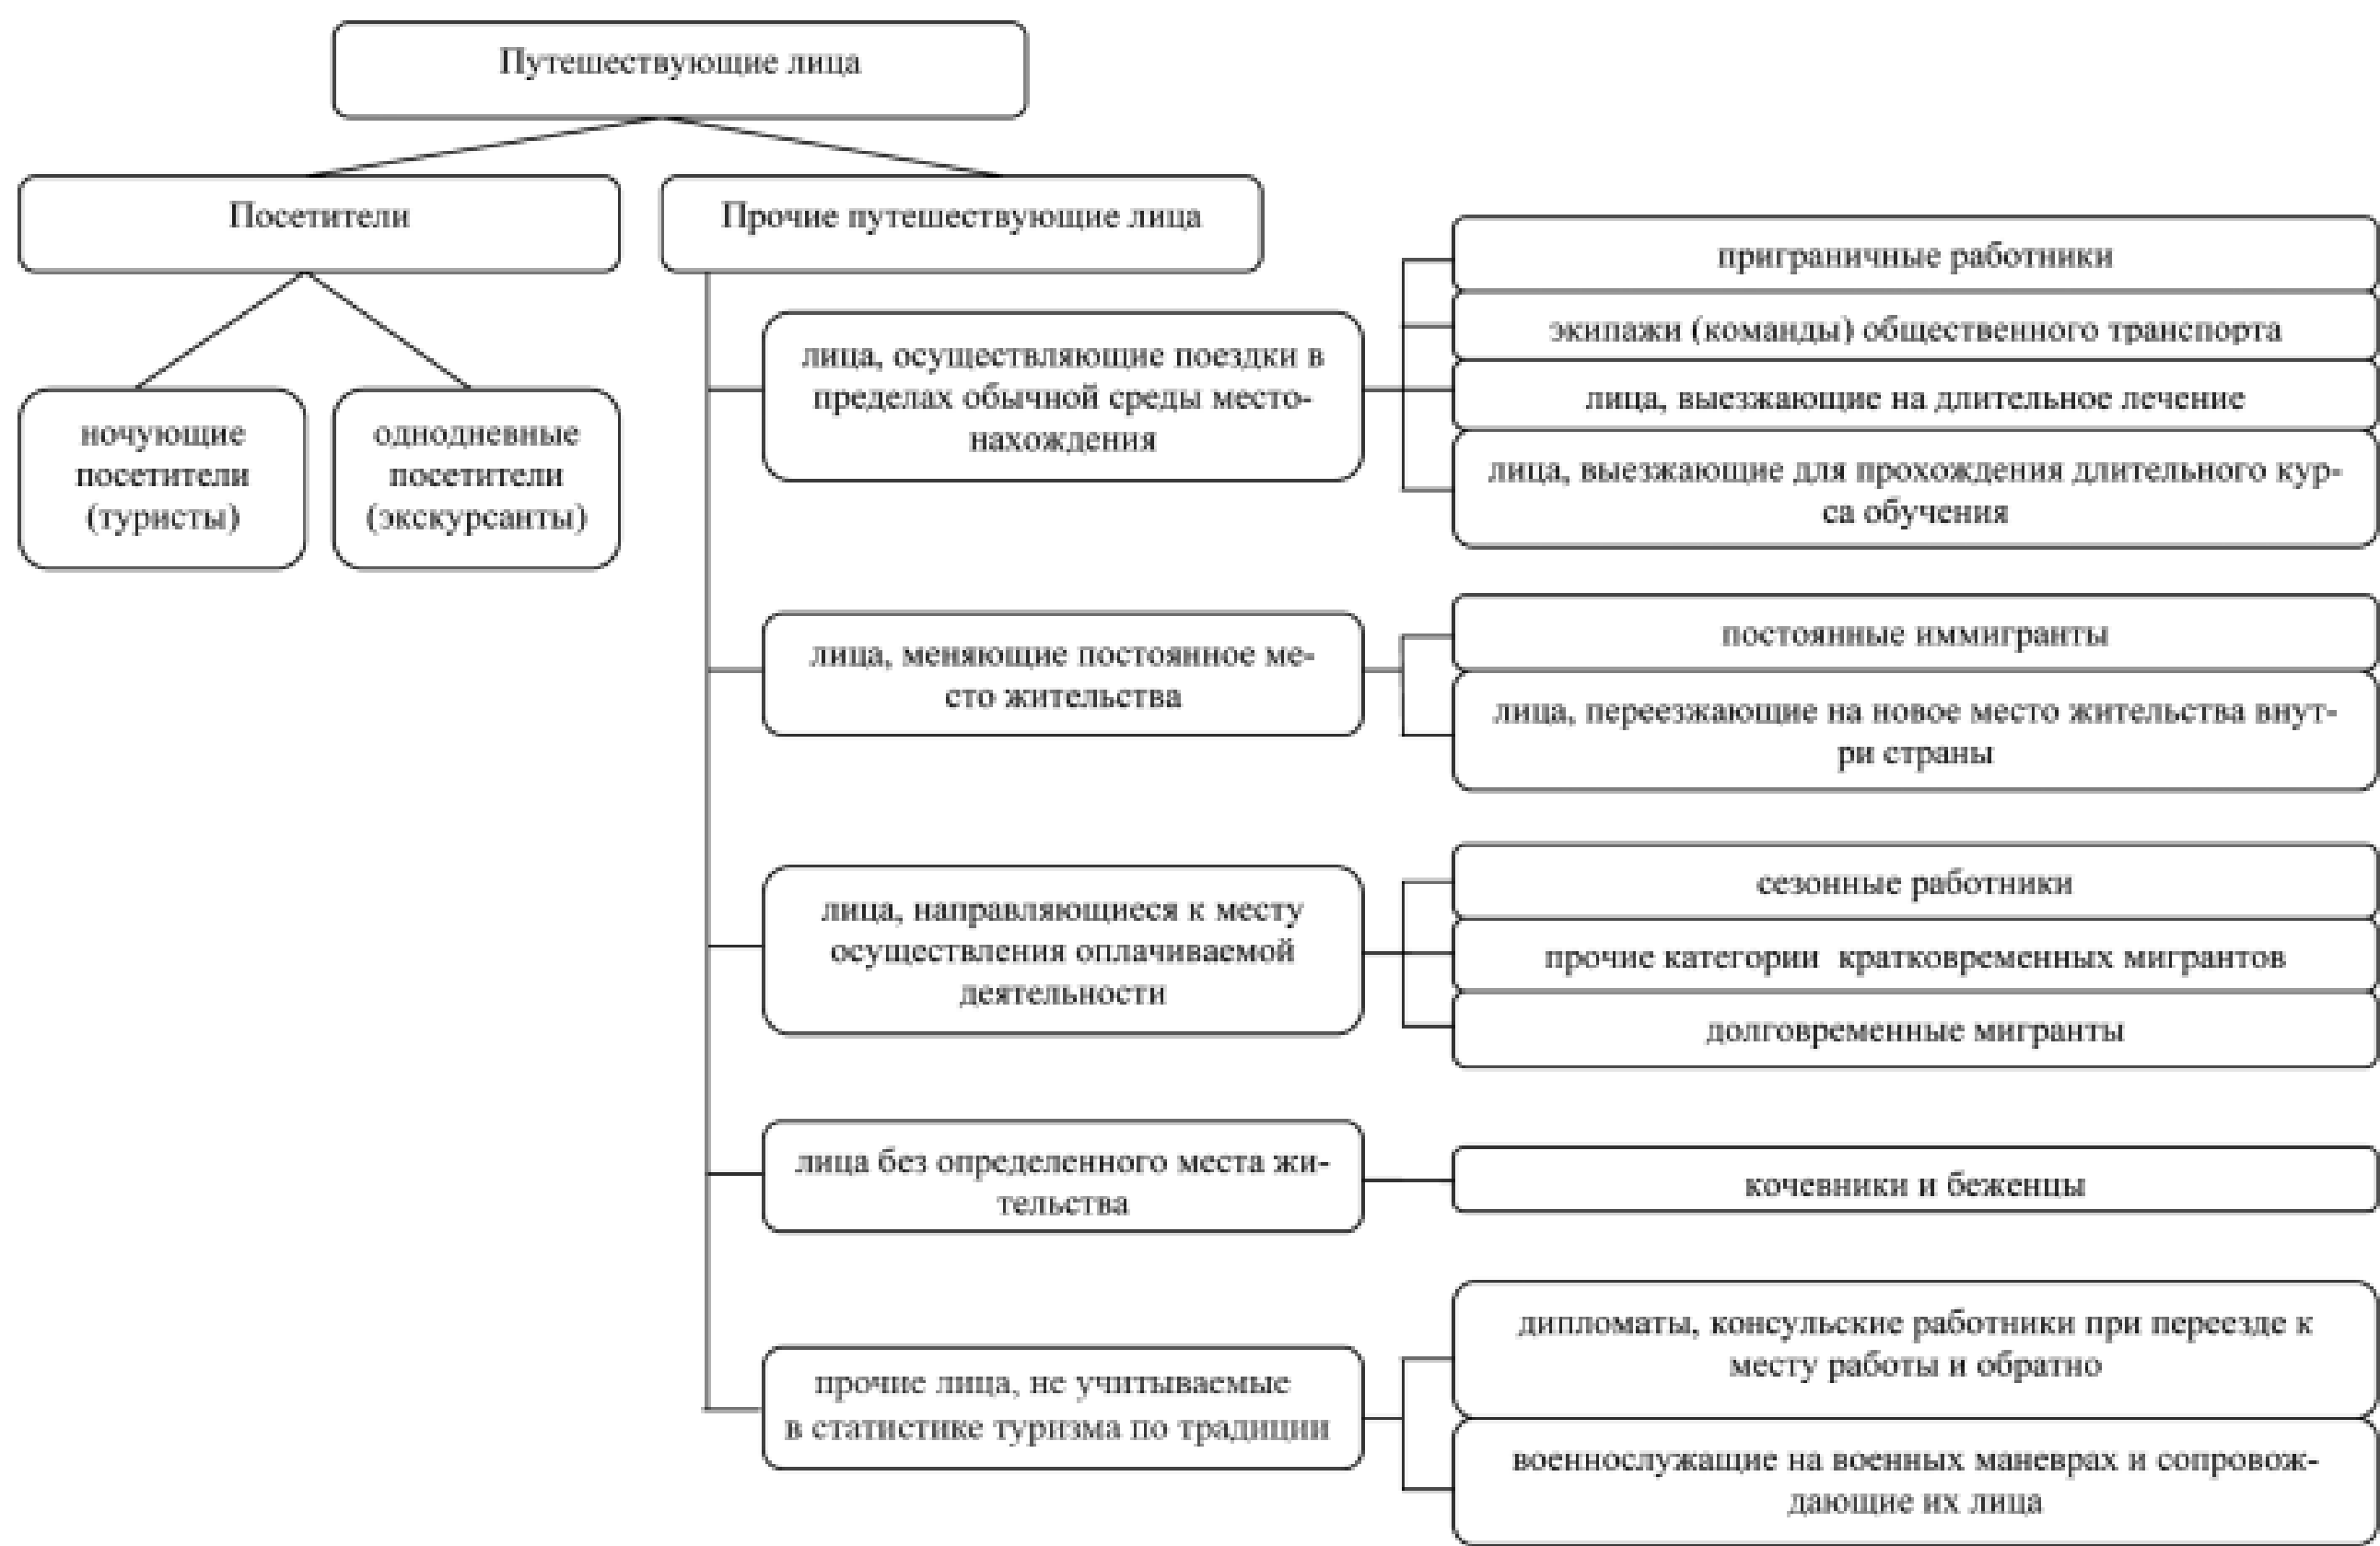 Путешествующие лица
Посетители
Прочие путешествующие лица
ночующие
посетители
(туристы)
однодневные
посетители
(экскурсанты)
лица, осуществляющие поездки в
пределах обычной среды место-
нахождения
приграничные работники
экипажи (команды) общественного транспорта
лица, выезжающие на длительное лечение
лица, выезжающие для прохождения длительного кур-
са обучения
лица, меняющие постоянное ме-
сто жительства
постоянные иммигранты
лица, переезжающие на новое место жительства внут-
ри страны
лица, направляющиеся к месту
осуществления оплачиваемой
деятельности
сезонные работники
прочие категории кратковременных мигрантов
долговременные мигранты
лица без определенного места жи-
тельства
кочевники и беженцы
прочие лица, не учитываемые
в статистике туризма по традиции
дипломаты, консульские работники при переезде к
месту работы и обратно
военнослужащие на военных маневрах и сопровож-
дающие их лица